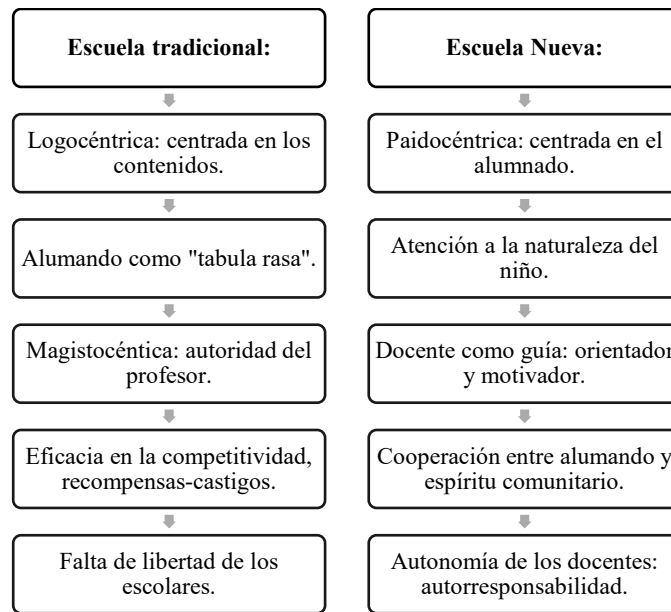 Escuela tradicional:
Logocéntrica: centrada en los
contenidos.
Alumando como "tabula rasa".
Magistocéntica: autoridad del
profesor.
Eficacia en la competitividad,
recompensas-castigos.
Falta de libertad de los
escolares.
Escuela Nueva:
Paidocéntrica: centrada en el
alumnado.
Atención a la naturaleza del
niño.
Docente como guía: orientador
y motivador.
Cooperación entre alumando y
espíritu comunitario.
Autonomía de los docentes:
autorresponsabilidad.